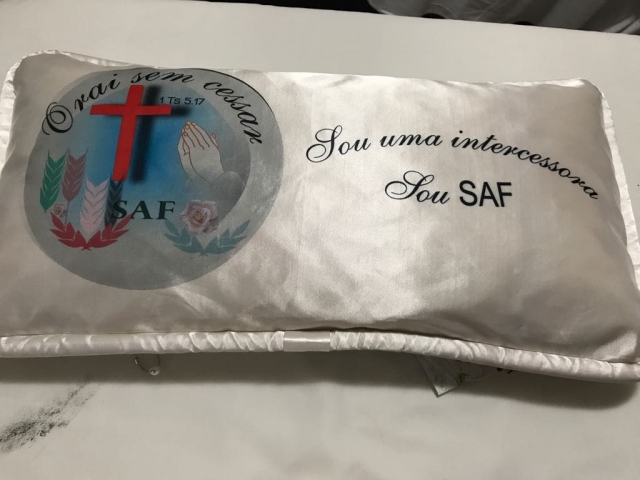 Orai sem cessar
1 Ts 5.17
SAF
Sou uma intercessora
Sou SAF